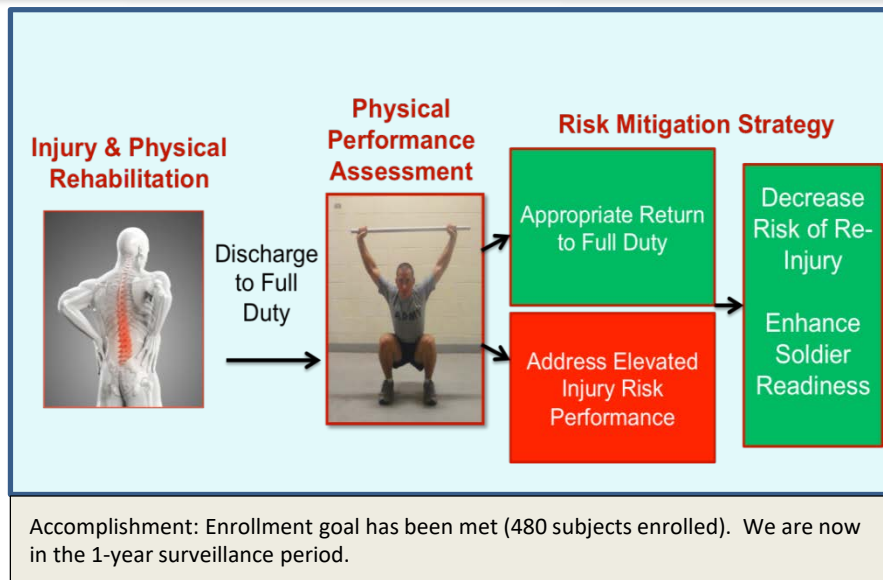 Injury & Physical
Rehabilitation
Discharge
to Full
Duty
Physical
Performance
Assessment
ARMY
Risk Mitigation Strategy
Appropriate Return
to Full Duty
Address Elevated
Injury Risk
Performance
Decrease
Risk of Re-
Injury
Enhance
Soldier
Readiness
Accomplishment: Enrollment goal has been met (480 subjects enrolled).  We are now
in the 1-year surveillance period.